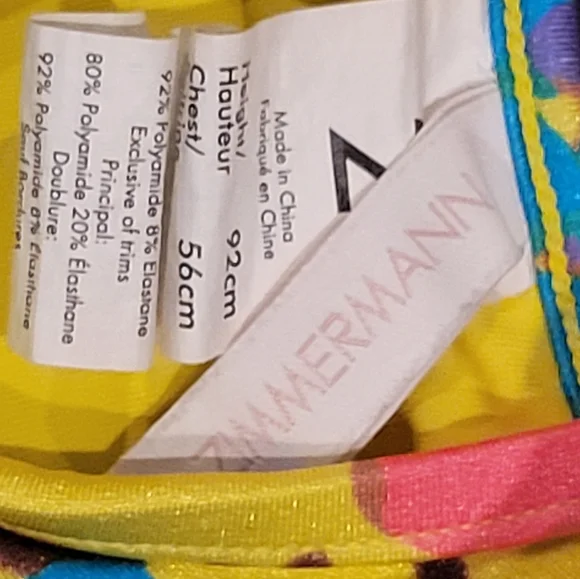 Made in China
Fabriqué en Chine
Height/
Hauteur 92cm
Chest/ 56cm
92% Polyamide 8% Elastane
Exclusive of trims
Principal:
80% Polyamide 20% Élasthane
Doublure:
92% Polyamide 8% Élasthanne
ZIMMERMANN